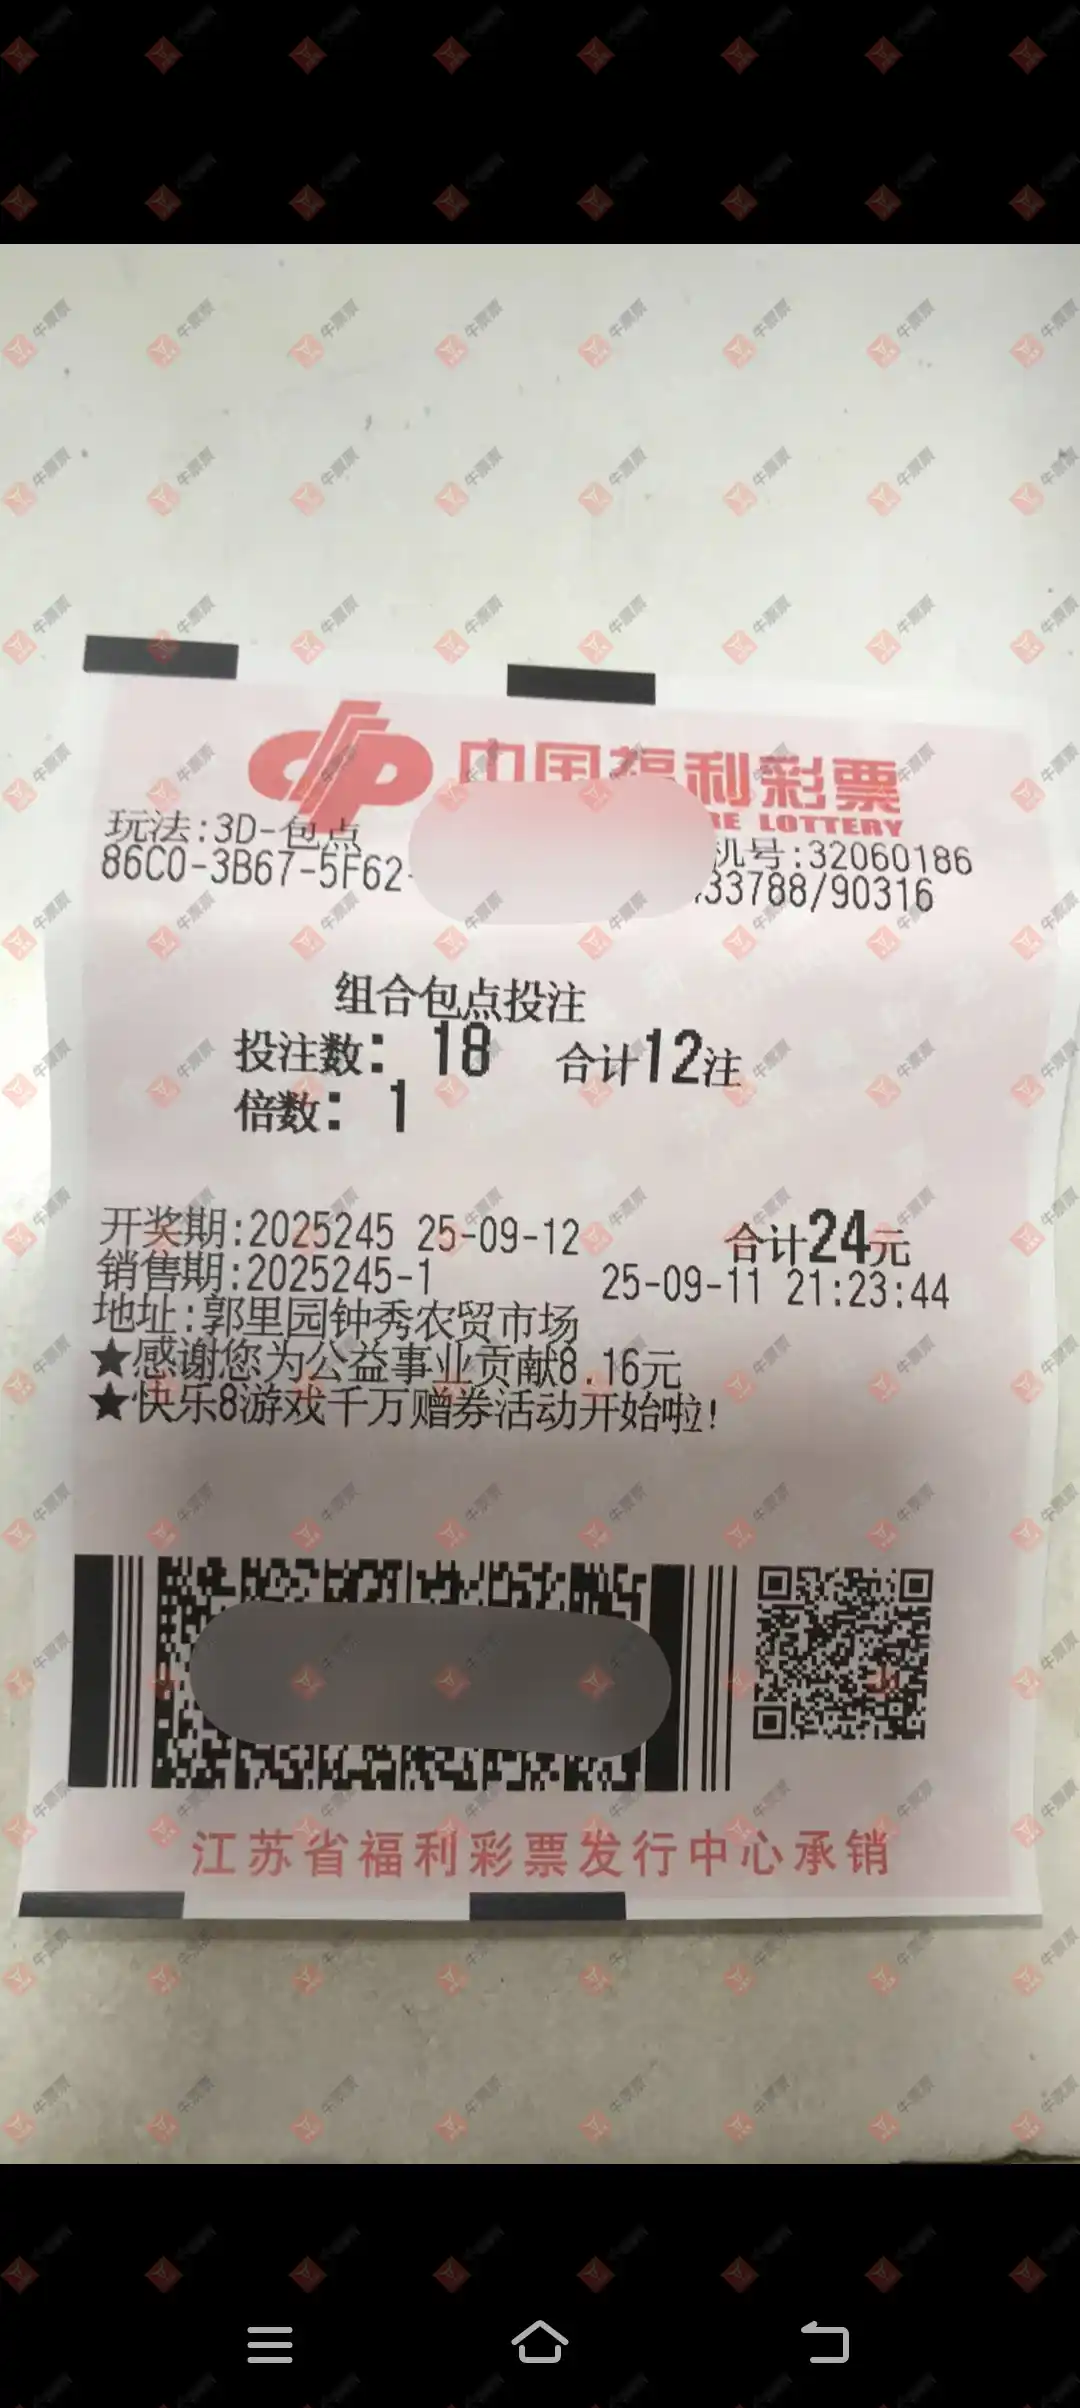 中国福利彩票
RE LOTTERY
玩法:3D-包点
机号:32060186
86C0-3B67-5F62-
33788/90316
组合包点投注
投注数: 18 合计12注
倍数: 1
开奖期:2025245 25-09-12 合计24元
销售期:2025245-1 25-09-11 21:23:44
地址:郭里园钟秀农贸市场
★感谢您为公益事业贡献8.16元
★快乐8游戏千万赠券活动开始啦!
江苏省福利彩票发行中心承销
牛票票